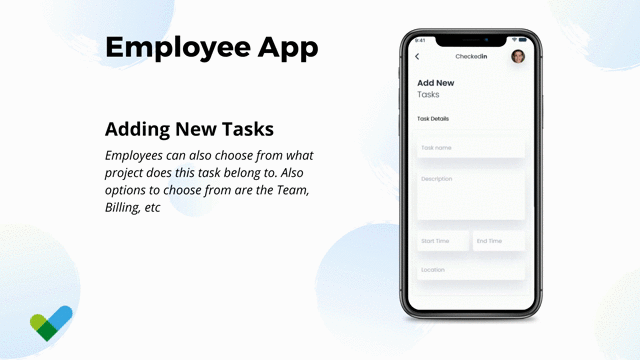 Employee App
Adding New Tasks
Employees can also choose from what
project does this task belong to. Also
options to choose from are the Team,
Billing, etc
9:41
Checkedin
Add New
Tasks
Task Details
Task name
Description
Start Time
End Time
Location